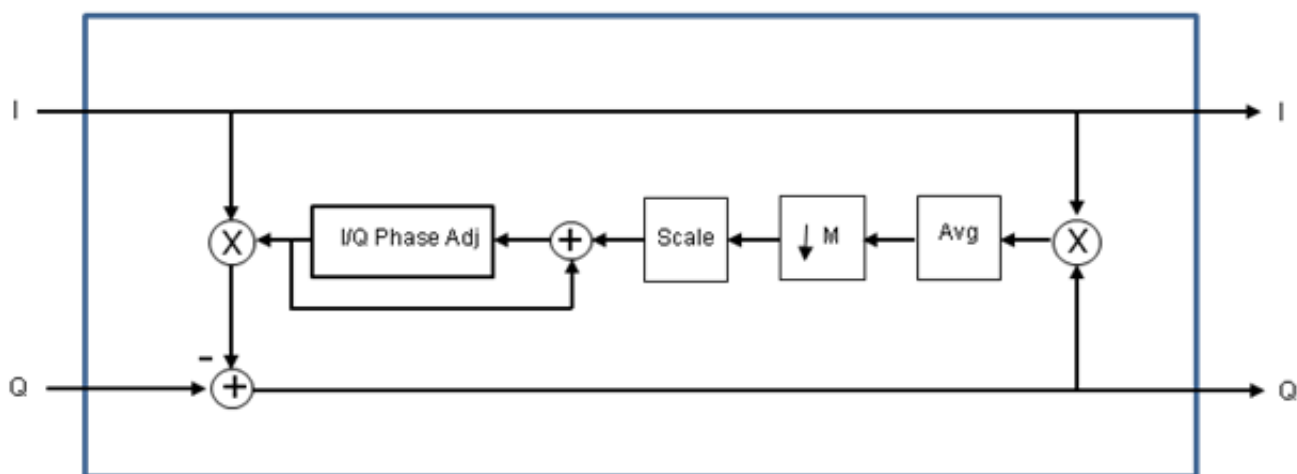 I
I
I/Q Phase Adj
+
Scale
↓ M
Avg
X
X
-
Q
+
Q